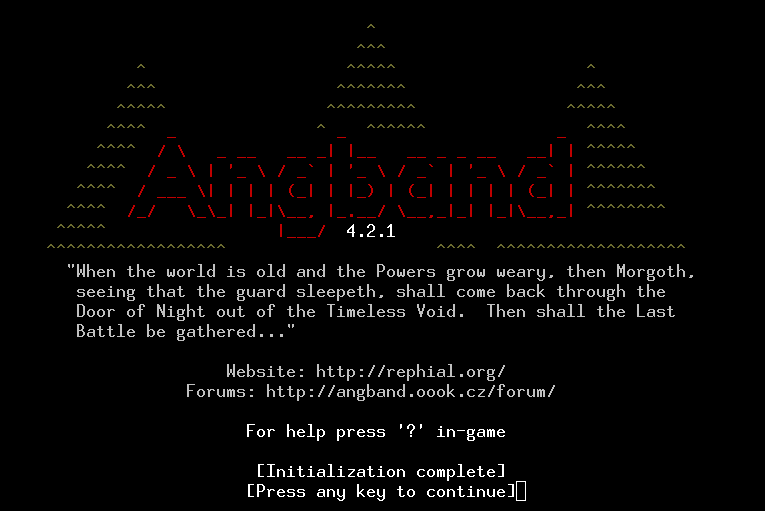 Angband
4.2.1
"When the world is old and the Powers grow weary, then Morgoth,
seeing that the guard sleepeth, shall come back through the
Door of Night out of the Timeless Void.  Then shall the Last
Battle be gathered..."
Website: http://rephial.org/
Forums: http://angband.oook.cz/forum/
For help press '?' in-game
[Initialization complete]
[Press any key to continue]